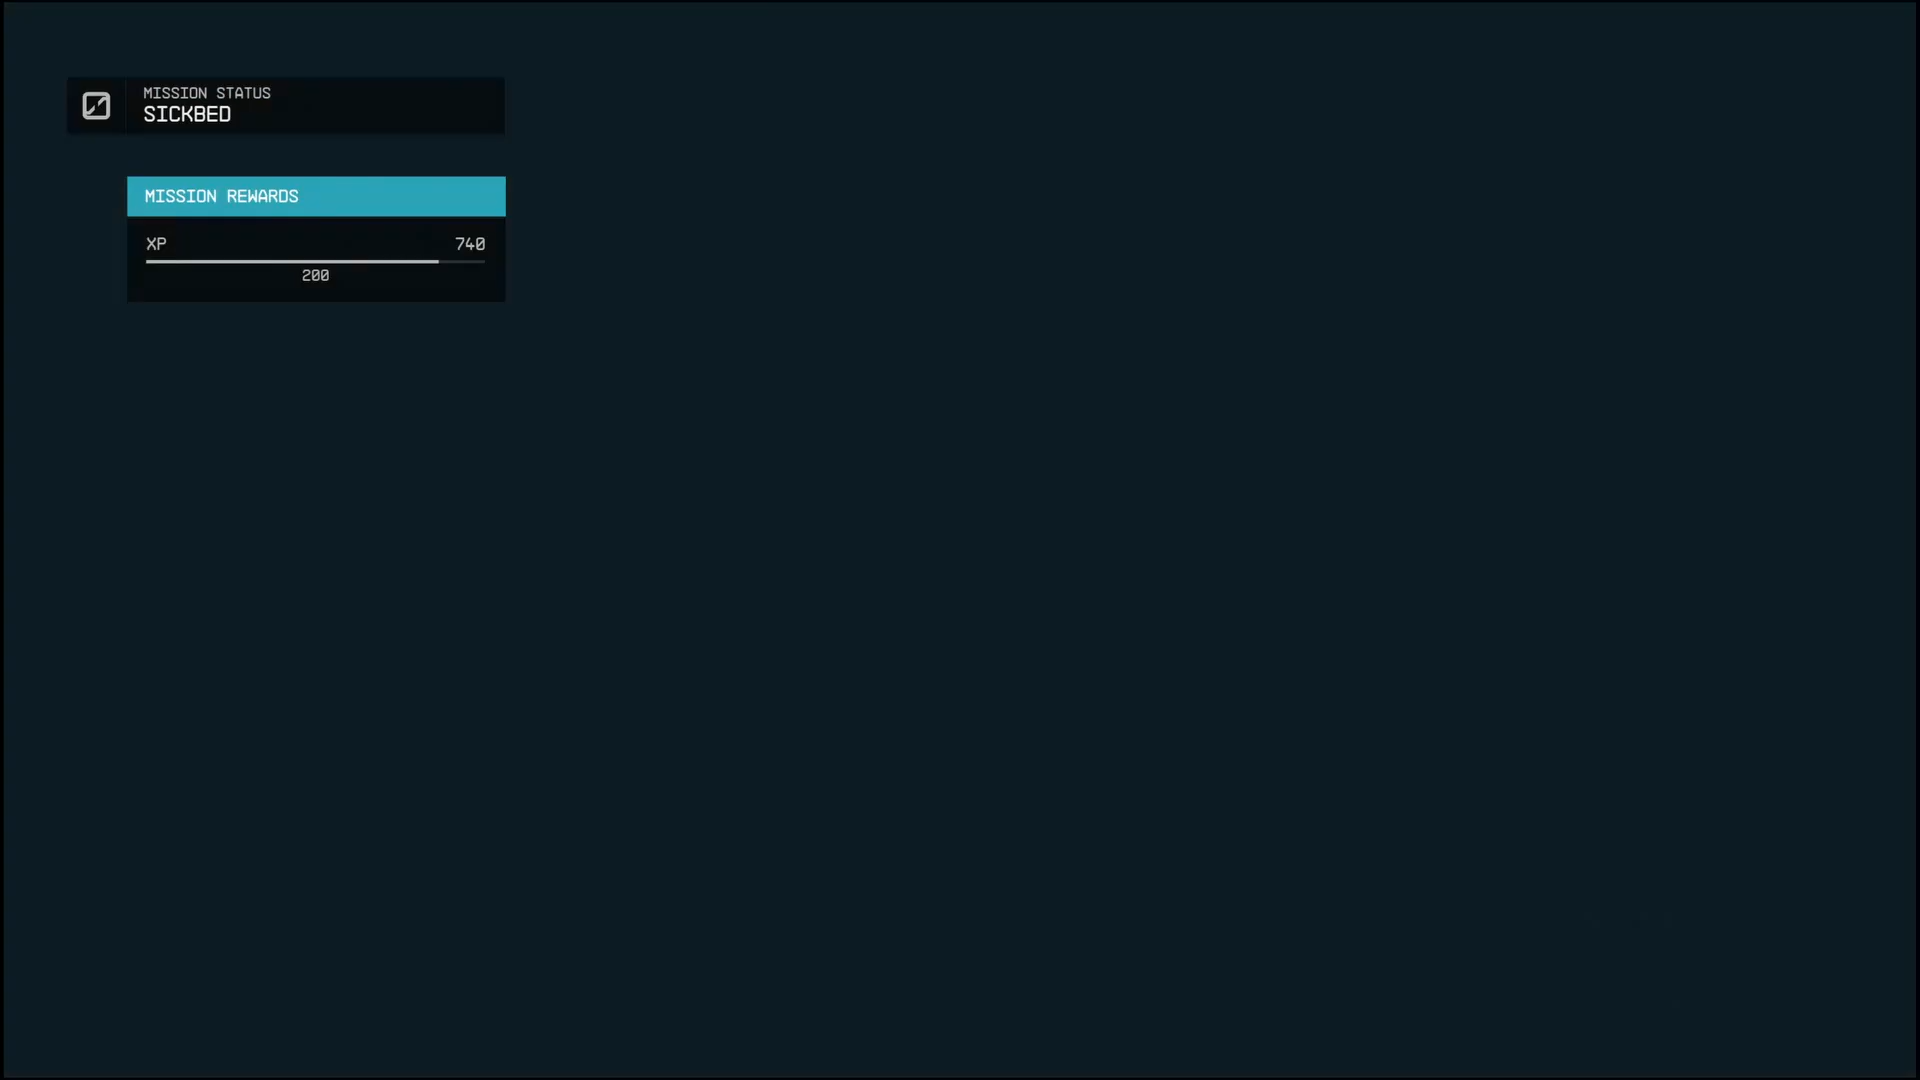 MISSION STATUS
SICKBED
MISSION REWARDS
XP 740
200